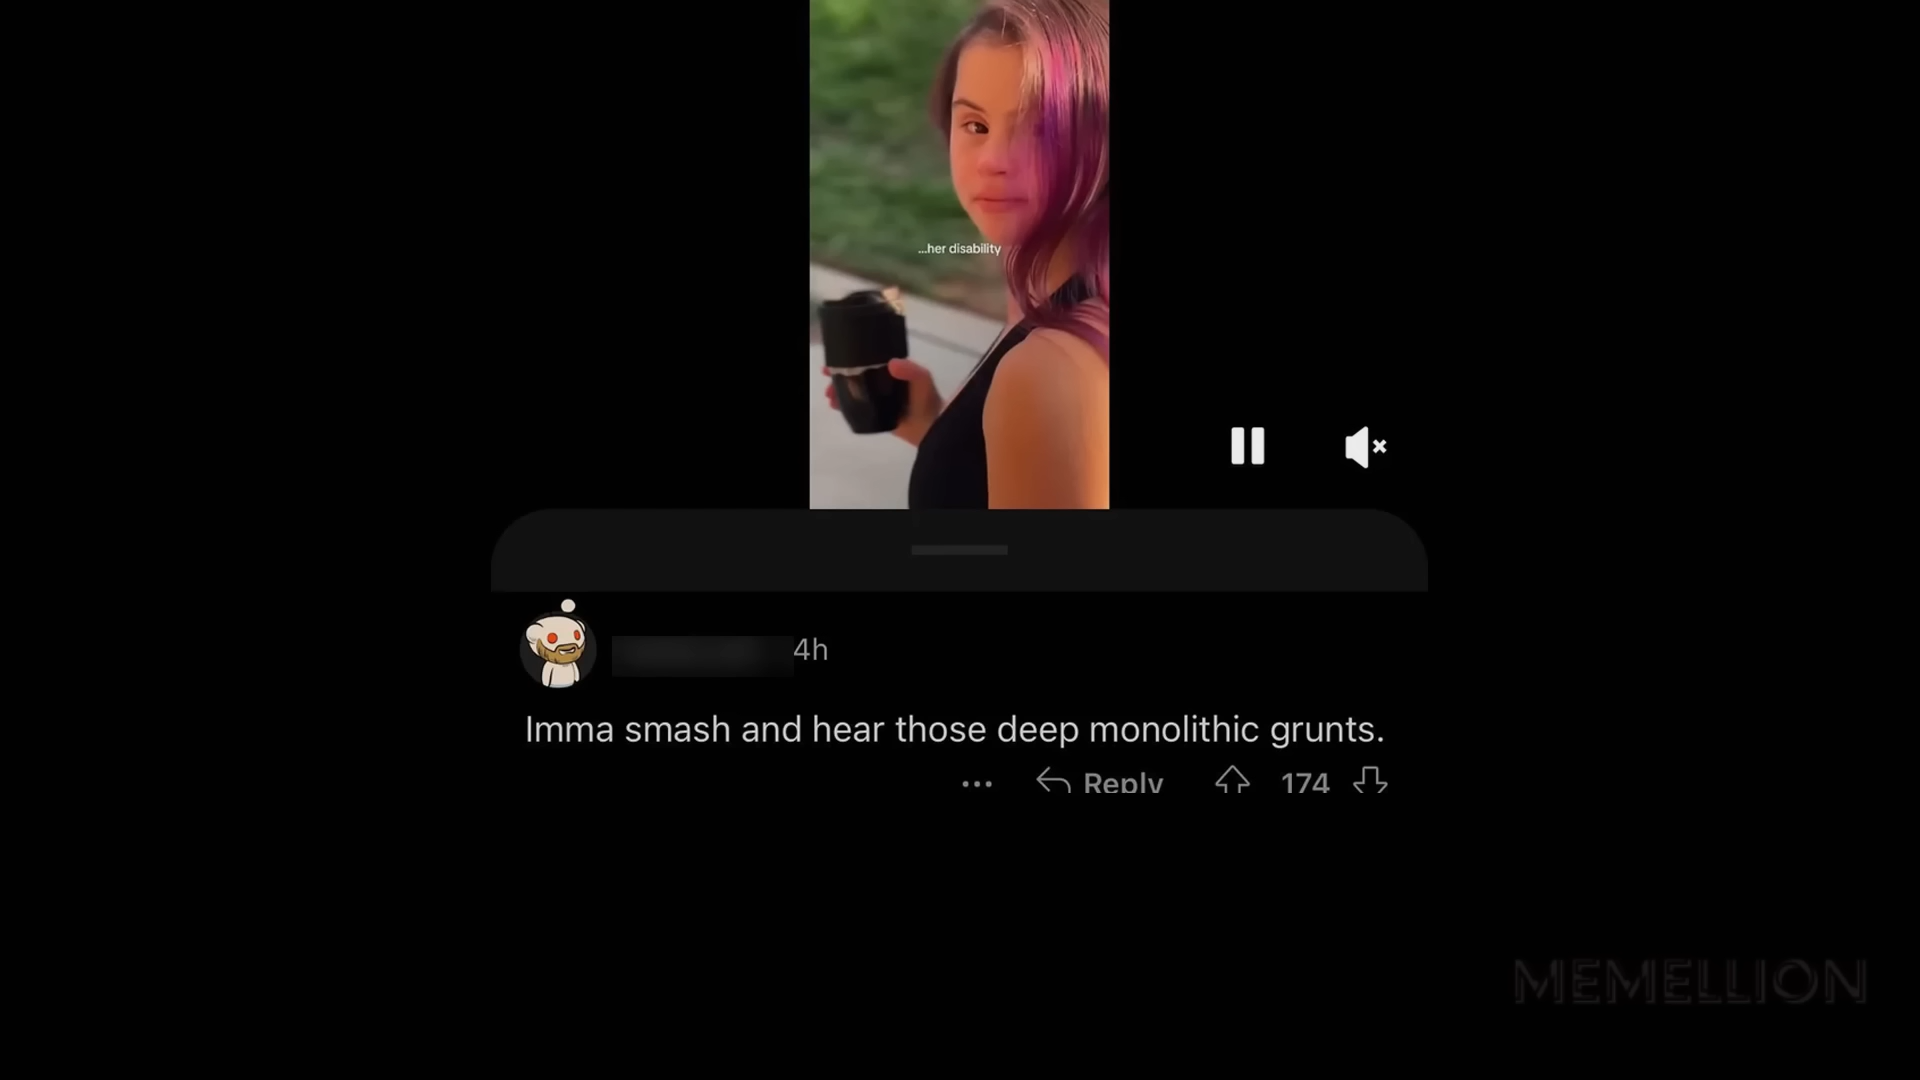 ...her disability
4h
Imma smash and hear those deep monolithic grunts.
... Reply 174
MEMELLION